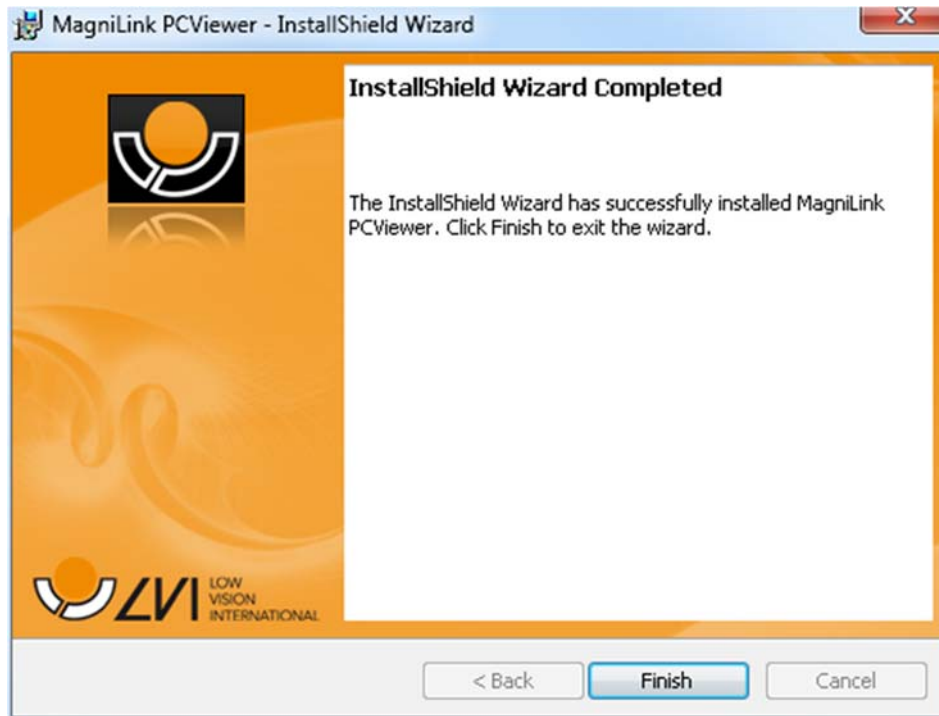 MagniLink PCViewer - InstallShield Wizard
InstallShield Wizard Completed
The InstallShield Wizard has successfully installed MagniLink
PCViewer. Click Finish to exit the wizard.
LVI
LOW
VISION
INTERNATIONAL
< Back
Finish
Cancel